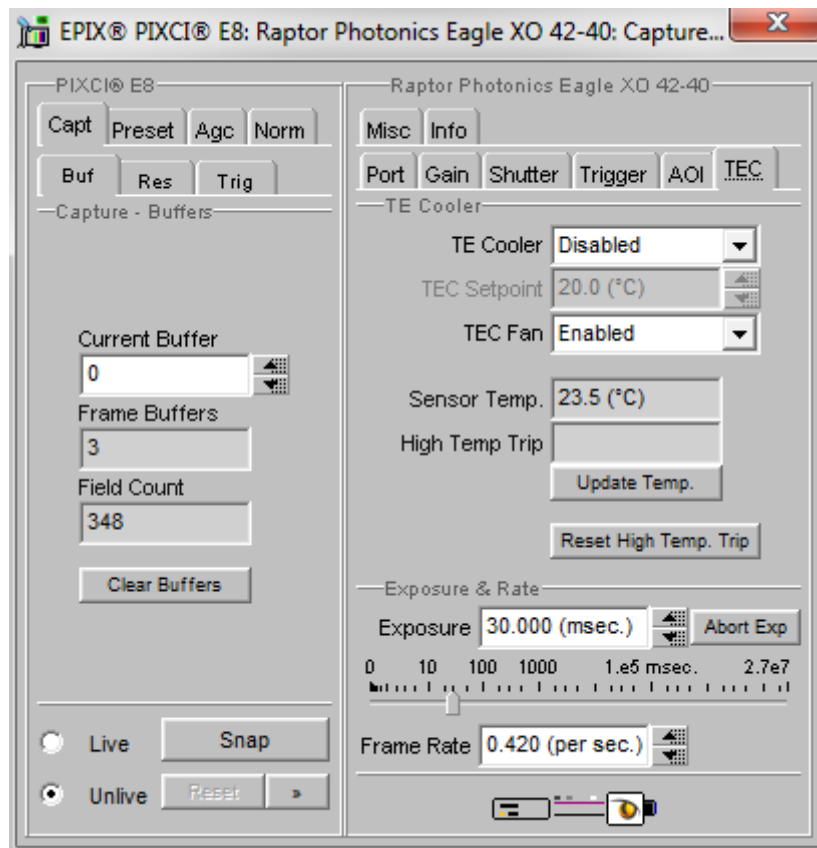 EPIX® PIXCI® E8: Raptor Photonics Eagle XO 42-40: Capture...
PIXCI® E8
Capt Preset Agc Norm
Buf Res Trig
Capture - Buffers
Current Buffer
0
Frame Buffers
3
Field Count
348
Clear Buffers
Live Snap
Unlive Reset »
Raptor Photonics Eagle XO 42-40
Misc Info
Port Gain Shutter Trigger AOI TEC
TE Cooler
TE Cooler Disabled
TEC Setpoint 20.0 (°C)
TEC Fan Enabled
Sensor Temp. 23.5 (°C)
High Temp Trip
Update Temp.
Reset High Temp. Trip
Exposure & Rate
Exposure 30.000 (msec.) Abort Exp
0 10 100 1000 1.e5 msec. 2.7e7
Frame Rate 0.420 (per sec.)